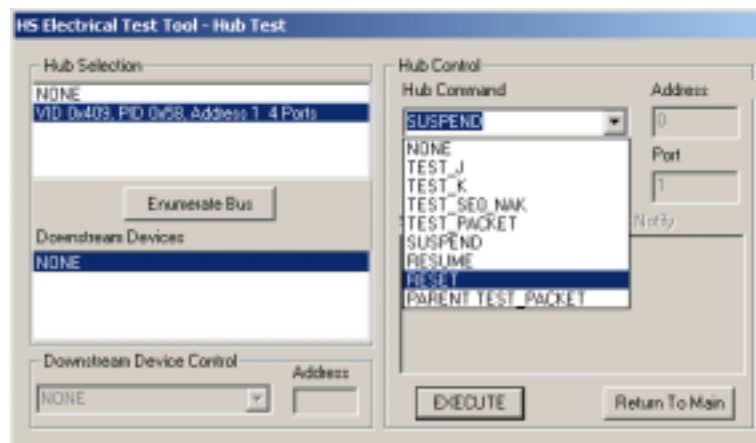 HS Electrical Test Tool - Hub Test
Hub Selection
NONE
VID 0x409, PID 0x58, Address 1 4 Ports
Enumerate Bus
Downstream Devices
NONE
Downstream Device Control
Address
NONE
Hub Control
Hub Command
Address
SUSPEND
0
NONE
TEST_J
TEST_K
TEST_SE0_NAK
TEST_PACKET
SUSPEND
RESUME
RESET
PARENT TEST_PACKET
Port
1
Notify
EXECUTE
Return To Main